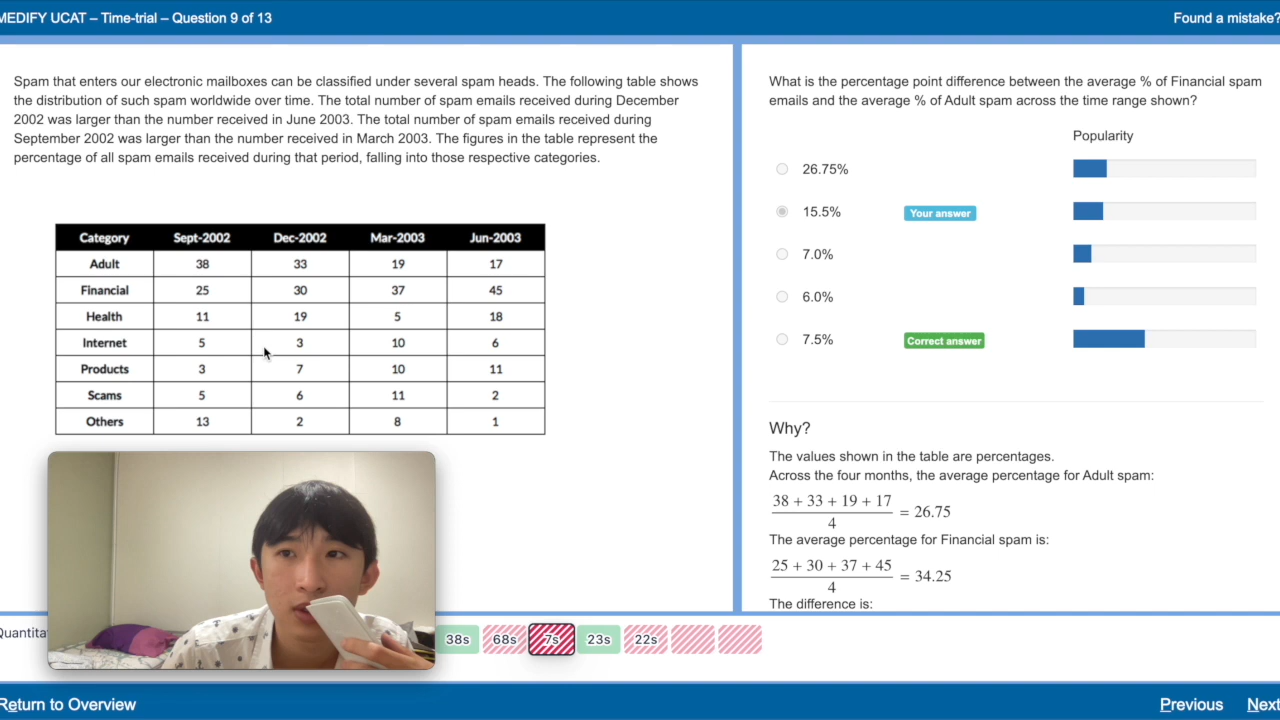 MEDIFY UCAT – Time-trial – Question 9 of 13
Found a mistake?
Spam that enters our electronic mailboxes can be classified under several spam heads. The following table shows
the distribution of such spam worldwide over time. The total number of spam emails received during December
2002 was larger than the number received in June 2003. The total number of spam emails received during
September 2002 was larger than the number received in March 2003. The figures in the table represent the
percentage of all spam emails received during that period, falling into those respective categories.
Category Sept-2002 Dec-2002 Mar-2003 Jun-2003
Adult 38 33 19 17
Financial 25 30 37 45
Health 11 19 5 18
Internet 5 3 10 6
Products 3 7 10 11
Scams 5 6 11 2
Others 13 2 8 1
What is the percentage point difference between the average % of Financial spam
emails and the average % of Adult spam across the time range shown?
Popularity
26.75%
15.5% Your answer
7.0%
6.0%
7.5% Correct answer
Why?
The values shown in the table are percentages.
Across the four months, the average percentage for Adult spam:
38 + 33 + 19 + 17
4
= 26.75
The average percentage for Financial spam is:
25 + 30 + 37 + 45
4
= 34.25
The difference is:
Quantita
38s 68s 7s 23s 22s
Return to Overview
Previous Next